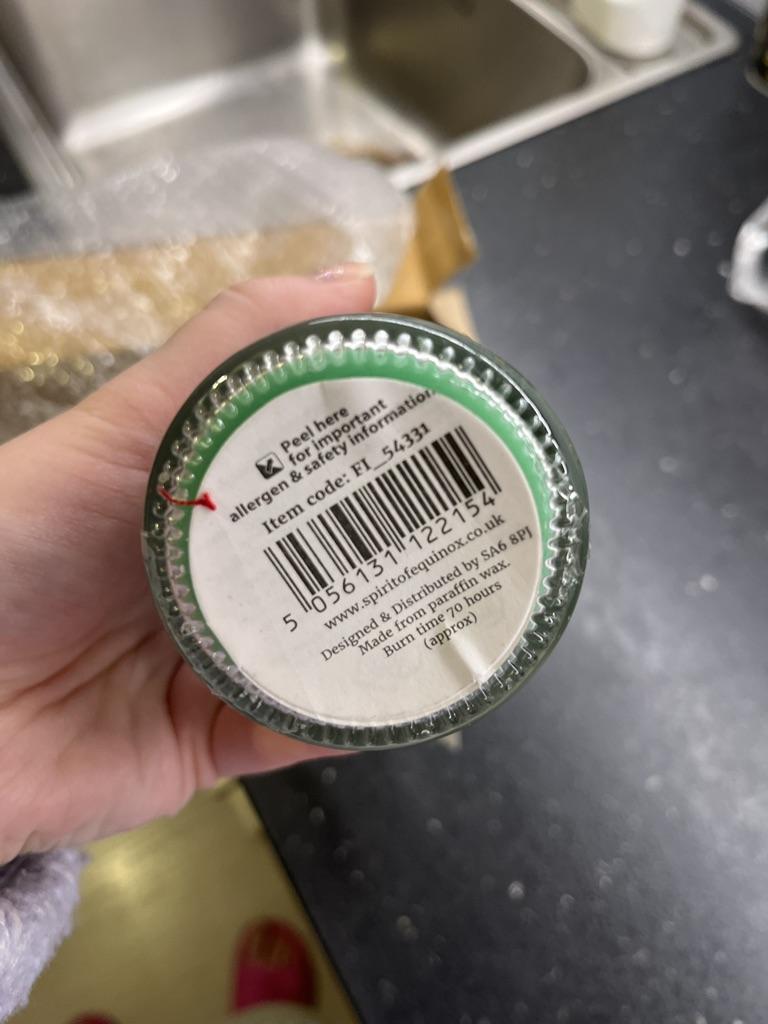 Peel here
for important
allergen & safety information.
Item code: FI_54331
5 056131 122154
www.spiritofequinox.co.uk
Designed & Distributed by SA6 8PJ
Made from paraffin wax.
Burn time 70 hours
(approx)